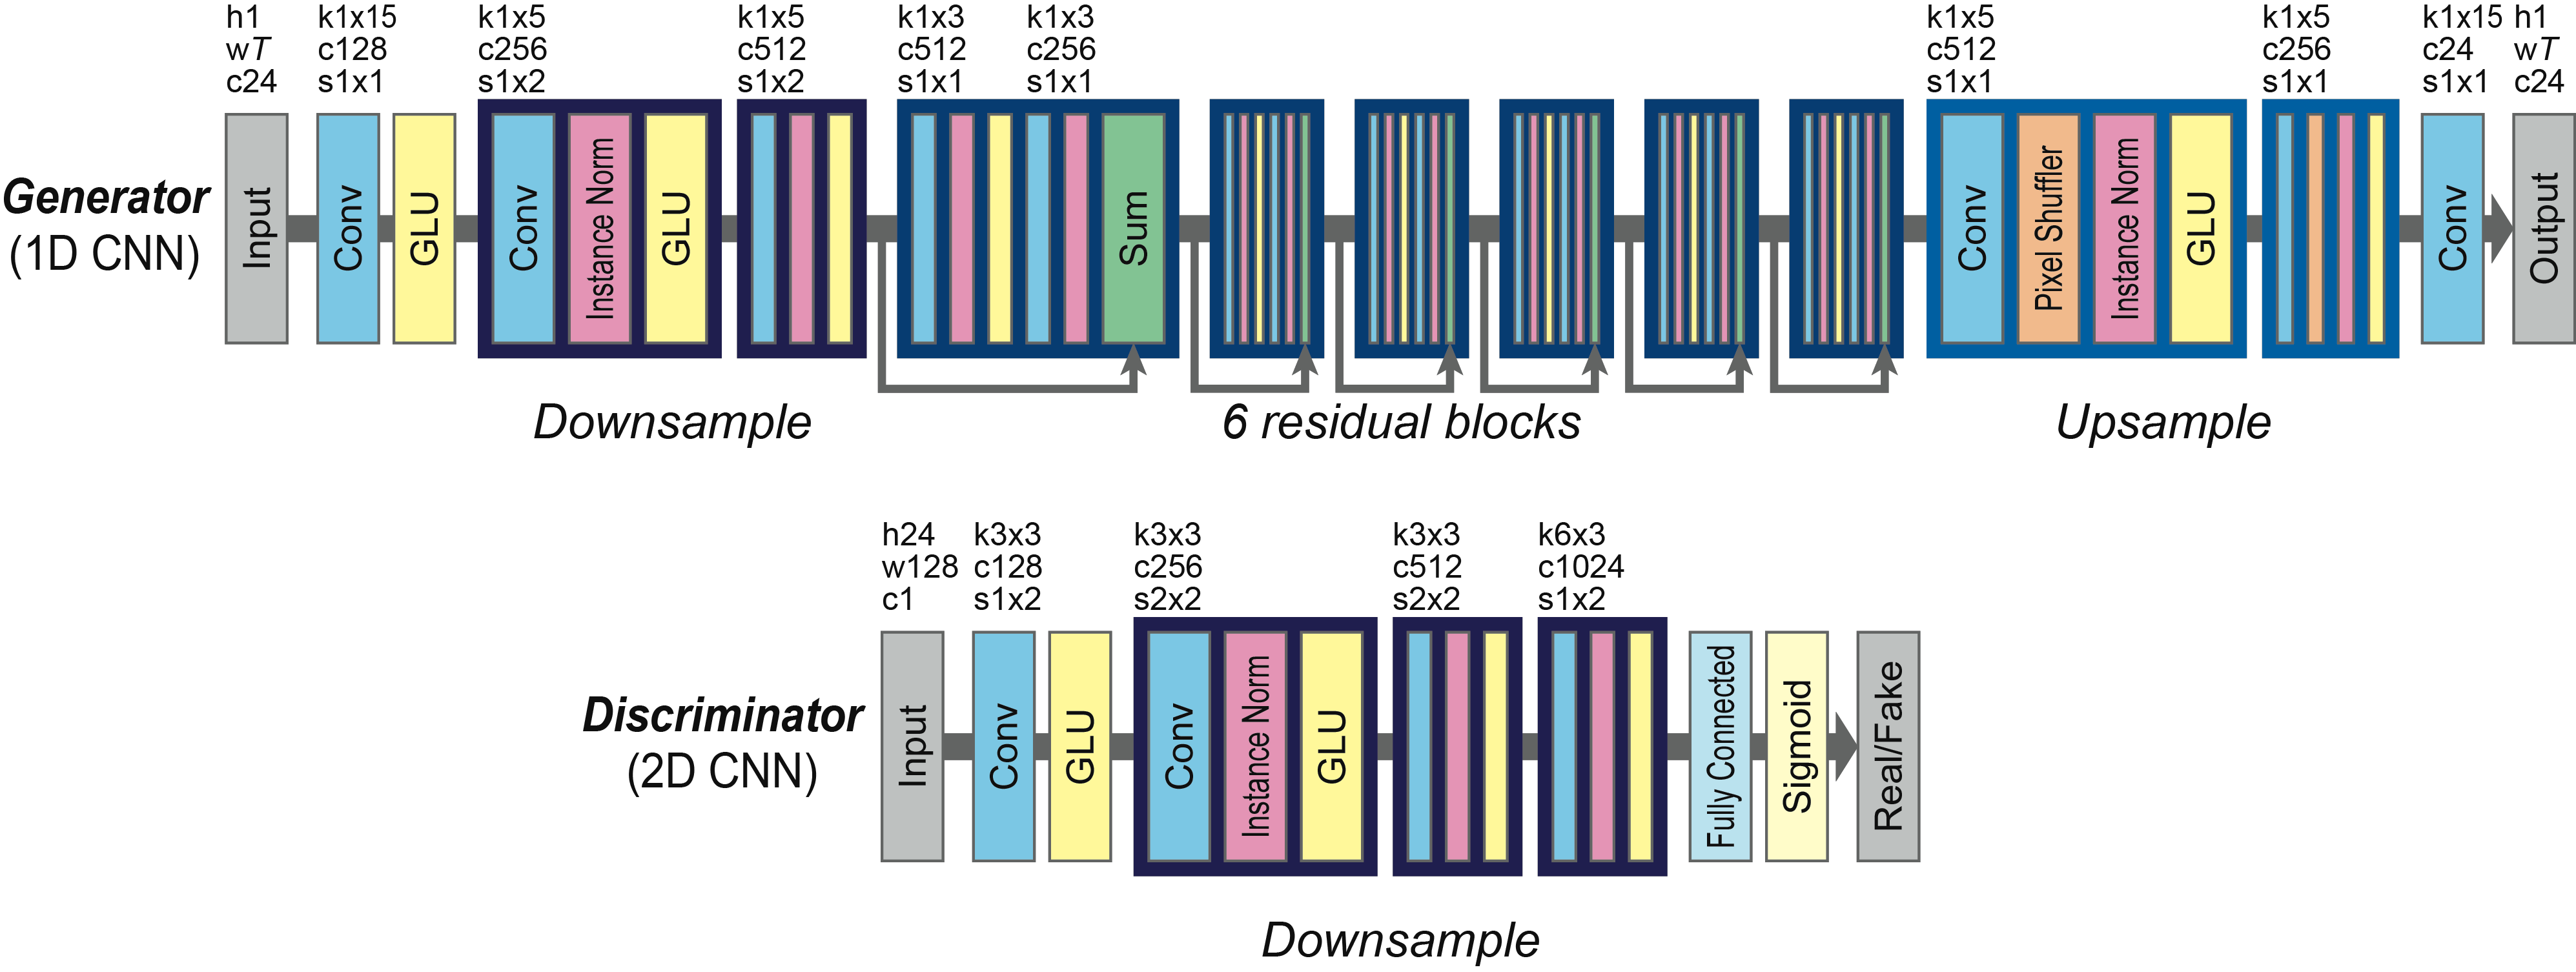 h1 k1x15 k1x5 k1x5 k1x3 k1x3 k1x5 k1x5 k1x15 h1
wT c128 c256 c512 c512 c256 c512 c256 c24 wT
c24 s1x1 s1x2 s1x2 s1x1 s1x1 s1x1 s1x1 s1x1 c24
Generator
(1D CNN)
Input
Conv
GLU
Conv
Instance Norm
GLU
Sum
Conv
Pixel Shuffler
Instance Norm
GLU
Conv
Output
Downsample
6 residual blocks
Upsample
h24 k3x3 k3x3 k3x3 k6x3
w128 c128 c256 c512 c1024
c1 s1x2 s2x2 s2x2 s1x2
Discriminator
(2D CNN)
Input
Conv
GLU
Conv
Instance Norm
GLU
Fully Connected
Sigmoid
Real/Fake
Downsample